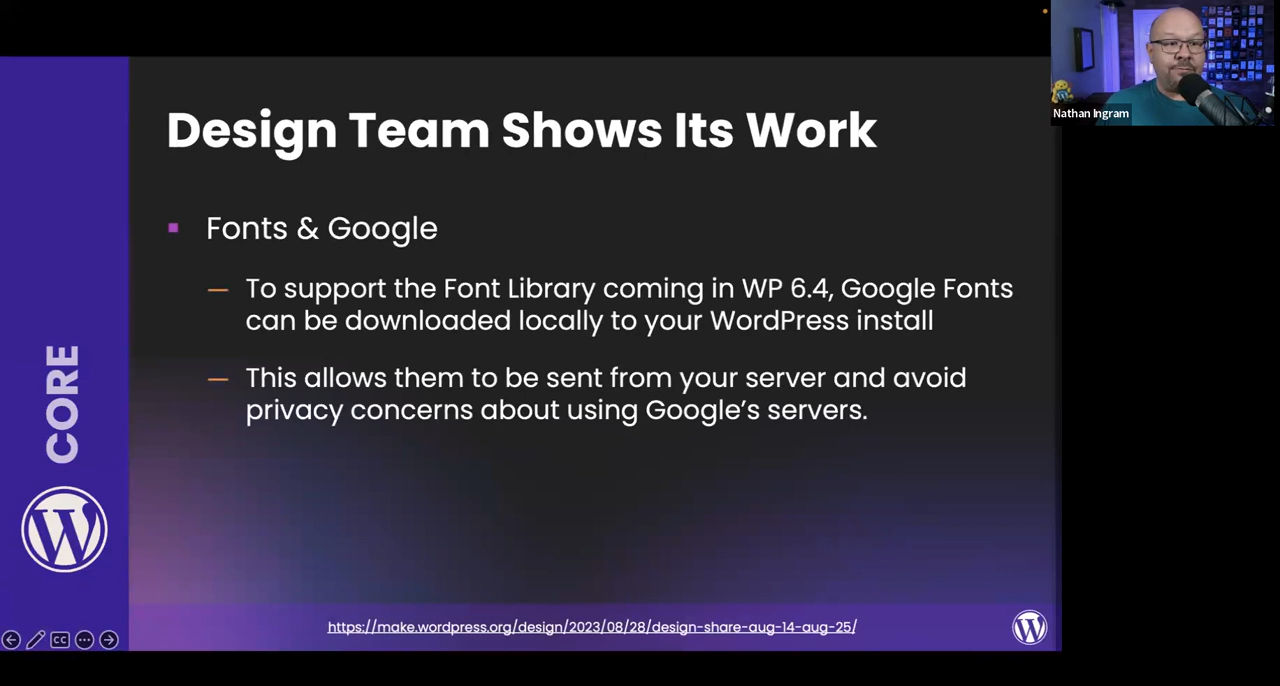 Design Team Shows Its Work
Fonts & Google
To support the Font Library coming in WP 6.4, Google Fonts
can be downloaded locally to your WordPress install
This allows them to be sent from your server and avoid
privacy concerns about using Google’s servers.
CORE
https://make.wordpress.org/design/2023/08/28/design-share-aug-14-aug-25/
CC
Nathan Ingram